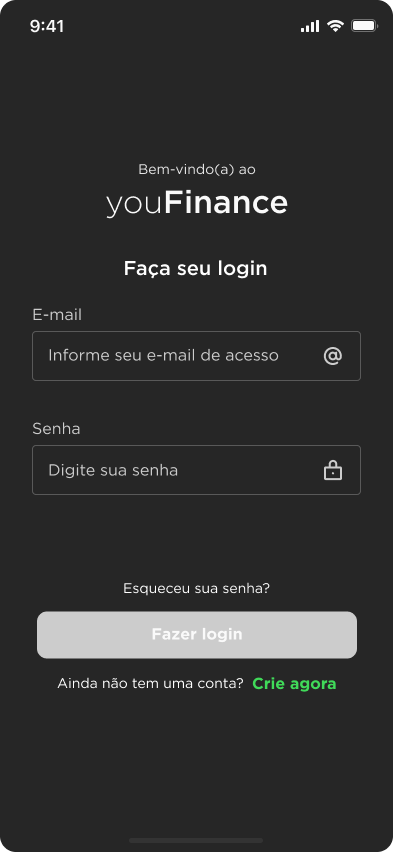 9:41
Bem-vindo(a) ao
youFinance
Faça seu login
E-mail
Informe seu e-mail de acesso @
Senha
Digite sua senha
Esqueceu sua senha?
Fazer login
Ainda não tem uma conta? Crie agora